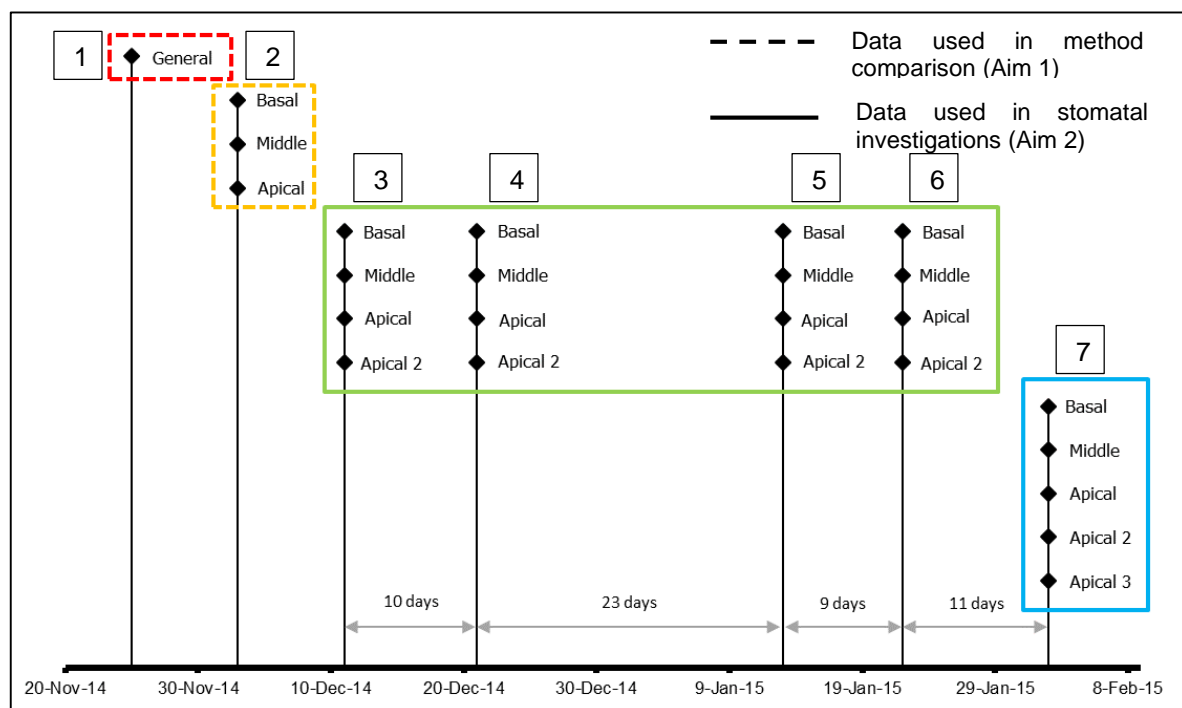 1
General
2
Data used in method
comparison (Aim 1)
Data used in stomatal
investigations (Aim 2)
Basal
Middle
Apical
3
4
5
6
Basal
Middle
Apical
Apical 2
Basal
Middle
Apical
Apical 2
Basal
Middle
Apical
Apical 2
Basal
Middle
Apical
Apical 2
7
Basal
Middle
Apical
Apical 2
Apical 3
10 days
23 days
9 days
11 days
20-Nov-14
30-Nov-14
10-Dec-14
20-Dec-14
30-Dec-14
9-Jan-15
19-Jan-15
29-Jan-15
8-Feb-15